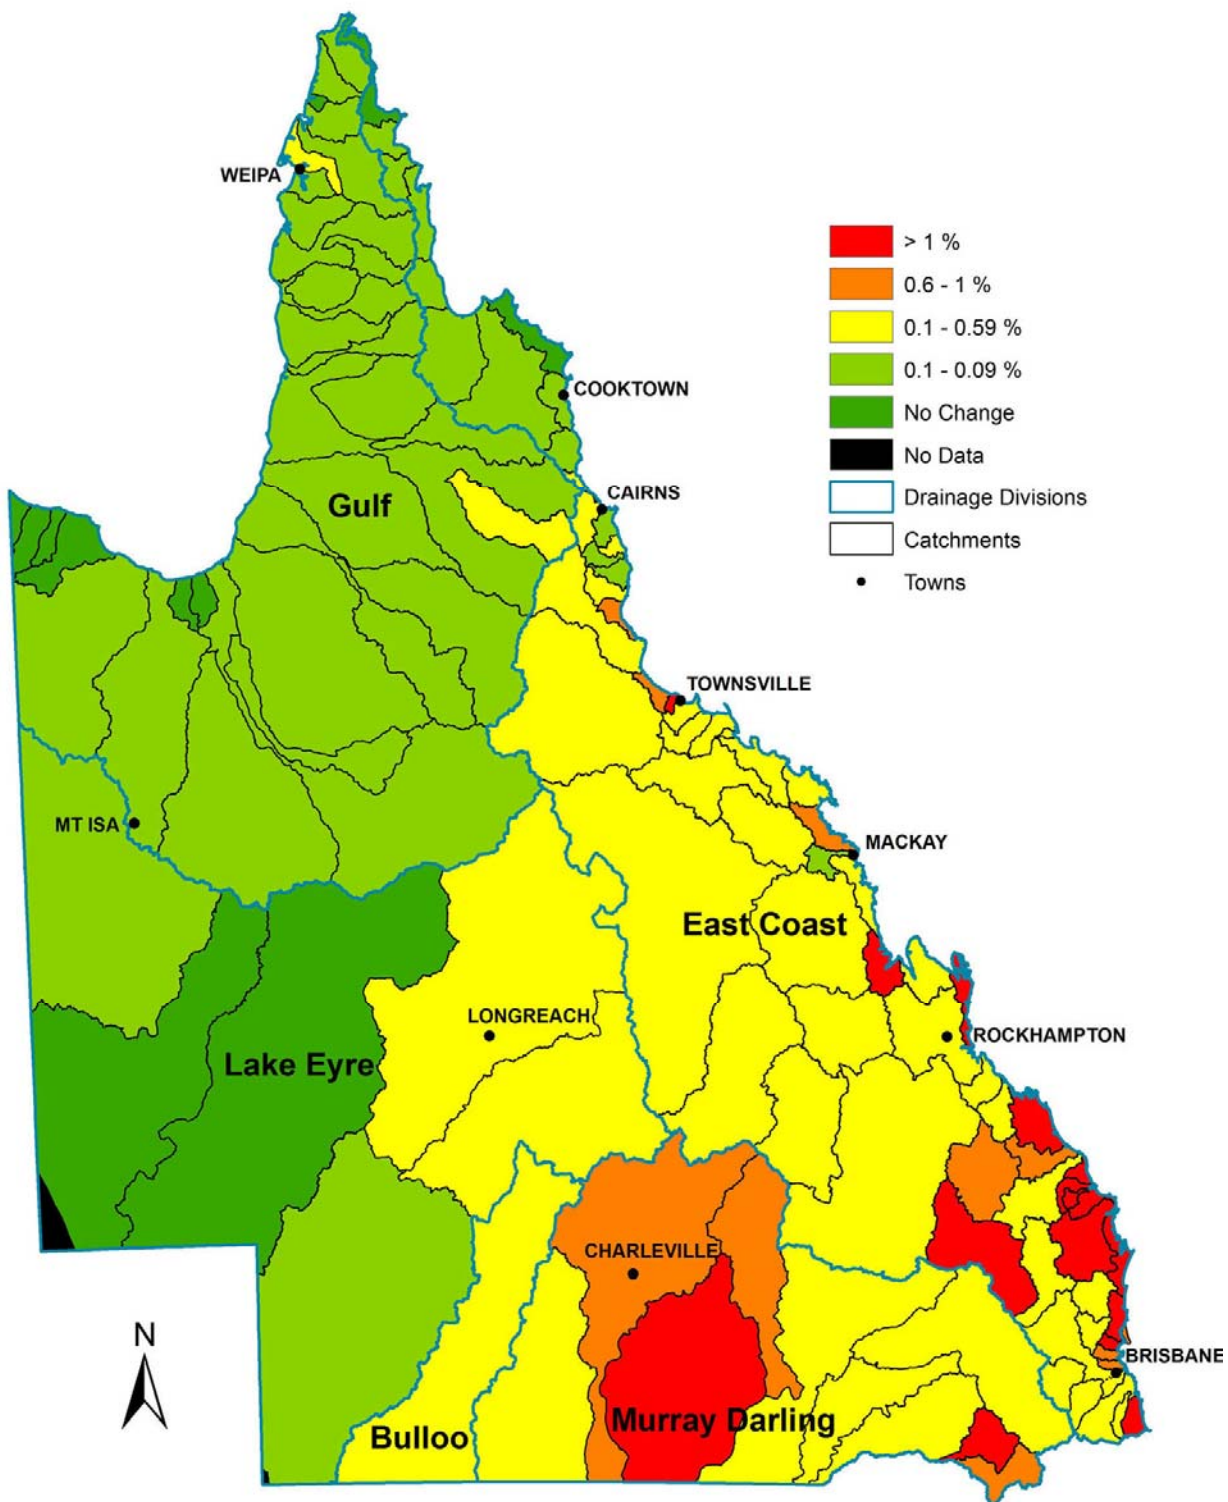 WEIPA
> 1 %
0.6 - 1 %
0.1 - 0.59 %
0.1 - 0.09 %
No Change
No Data
Drainage Divisions
Catchments
Towns
COOKTOWN
CAIRNS
Gulf
TOWNSVILLE
MT ISA
MACKAY
East Coast
LONGREACH
ROCKHAMPTON
Lake Eyre
CHARLEVILLE
N
BRISBANE
Murray Darling
Bulloo